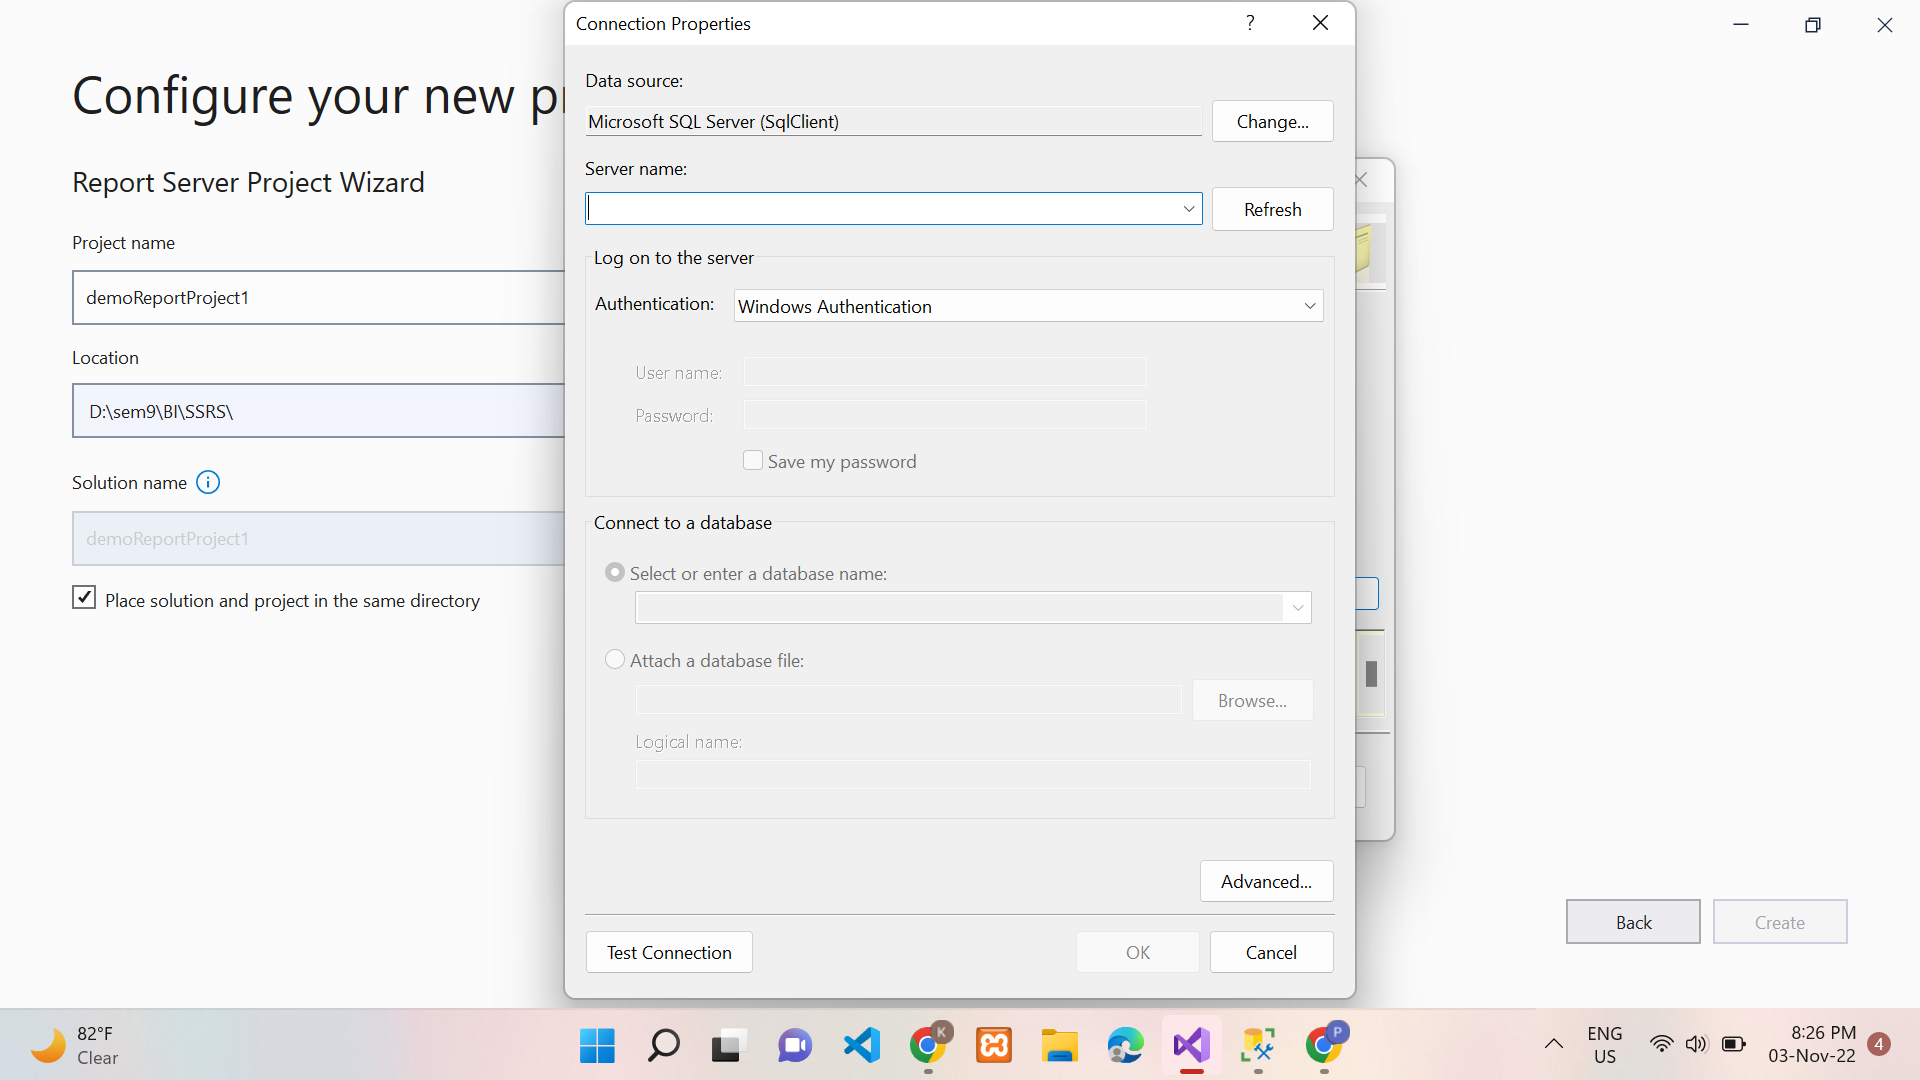 Connection Properties
?
Configure your new pr
Report Server Project Wizard
Project name
demoReportProject1
Location
D:\sem9\BI\SSRS\
Solution name
demoReportProject1
Place solution and project in the same directory
Data source:
Microsoft SQL Server (SqlClient)
Change...
Server name:
Refresh
Log on to the server
Authentication:
Windows Authentication
User name:
Password:
Save my password
Connect to a database
Select or enter a database name:
Attach a database file:
Browse...
Logical name:
Advanced...
Test Connection
OK
Cancel
Back
Create
82°F
Clear
K
P
ENG
US
8:26 PM
03-Nov-22
4